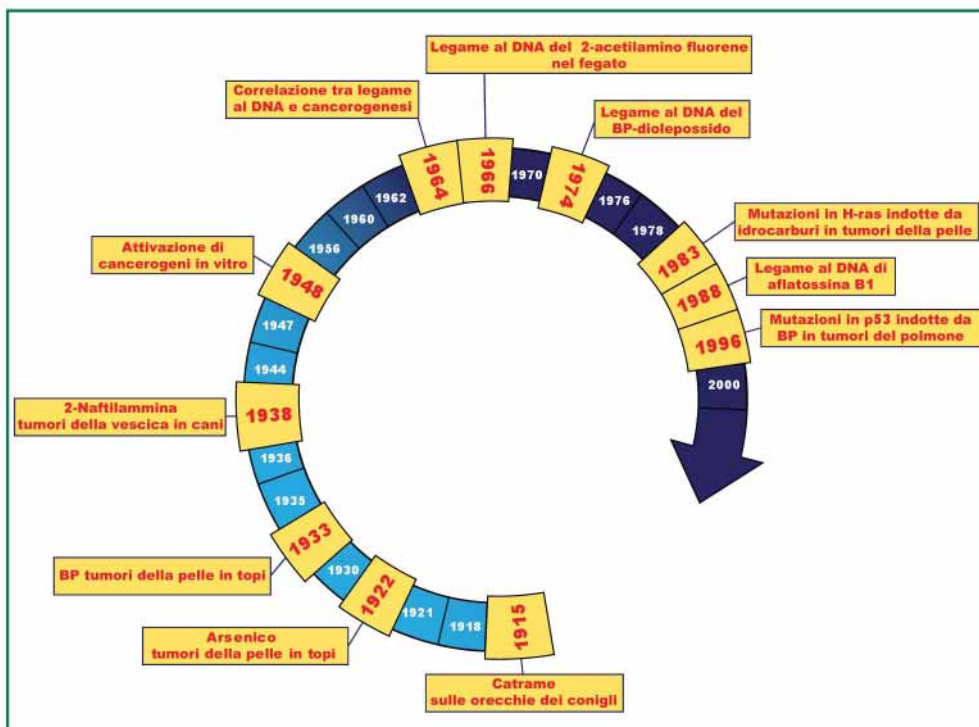 Legame al DNA del 2-acetilamino fluorene
nel fegato
Correlazione tra legame
al DNA e cancerogenesi
Legame al DNA del
BP-diolepossido
Attivazione di
cancerogeni in vitro
Mutazioni in H-ras indotte da
idrocarburi in tumori della pelle
Legame al DNA di
aflatossina B1
Mutazioni in p53 indotte da
BP in tumori del polmone
2-Naftilammina
tumori della vescica in cani
BP tumori della pelle in topi
Arsenico
tumori della pelle in topi
Catrame
sulle orecchie dei conigli
1915
1918
1921
1922
1930
1933
1935
1936
1938
1944
1947
1948
1956
1960
1962
1964
1966
1970
1974
1976
1978
1983
1988
1996
2000